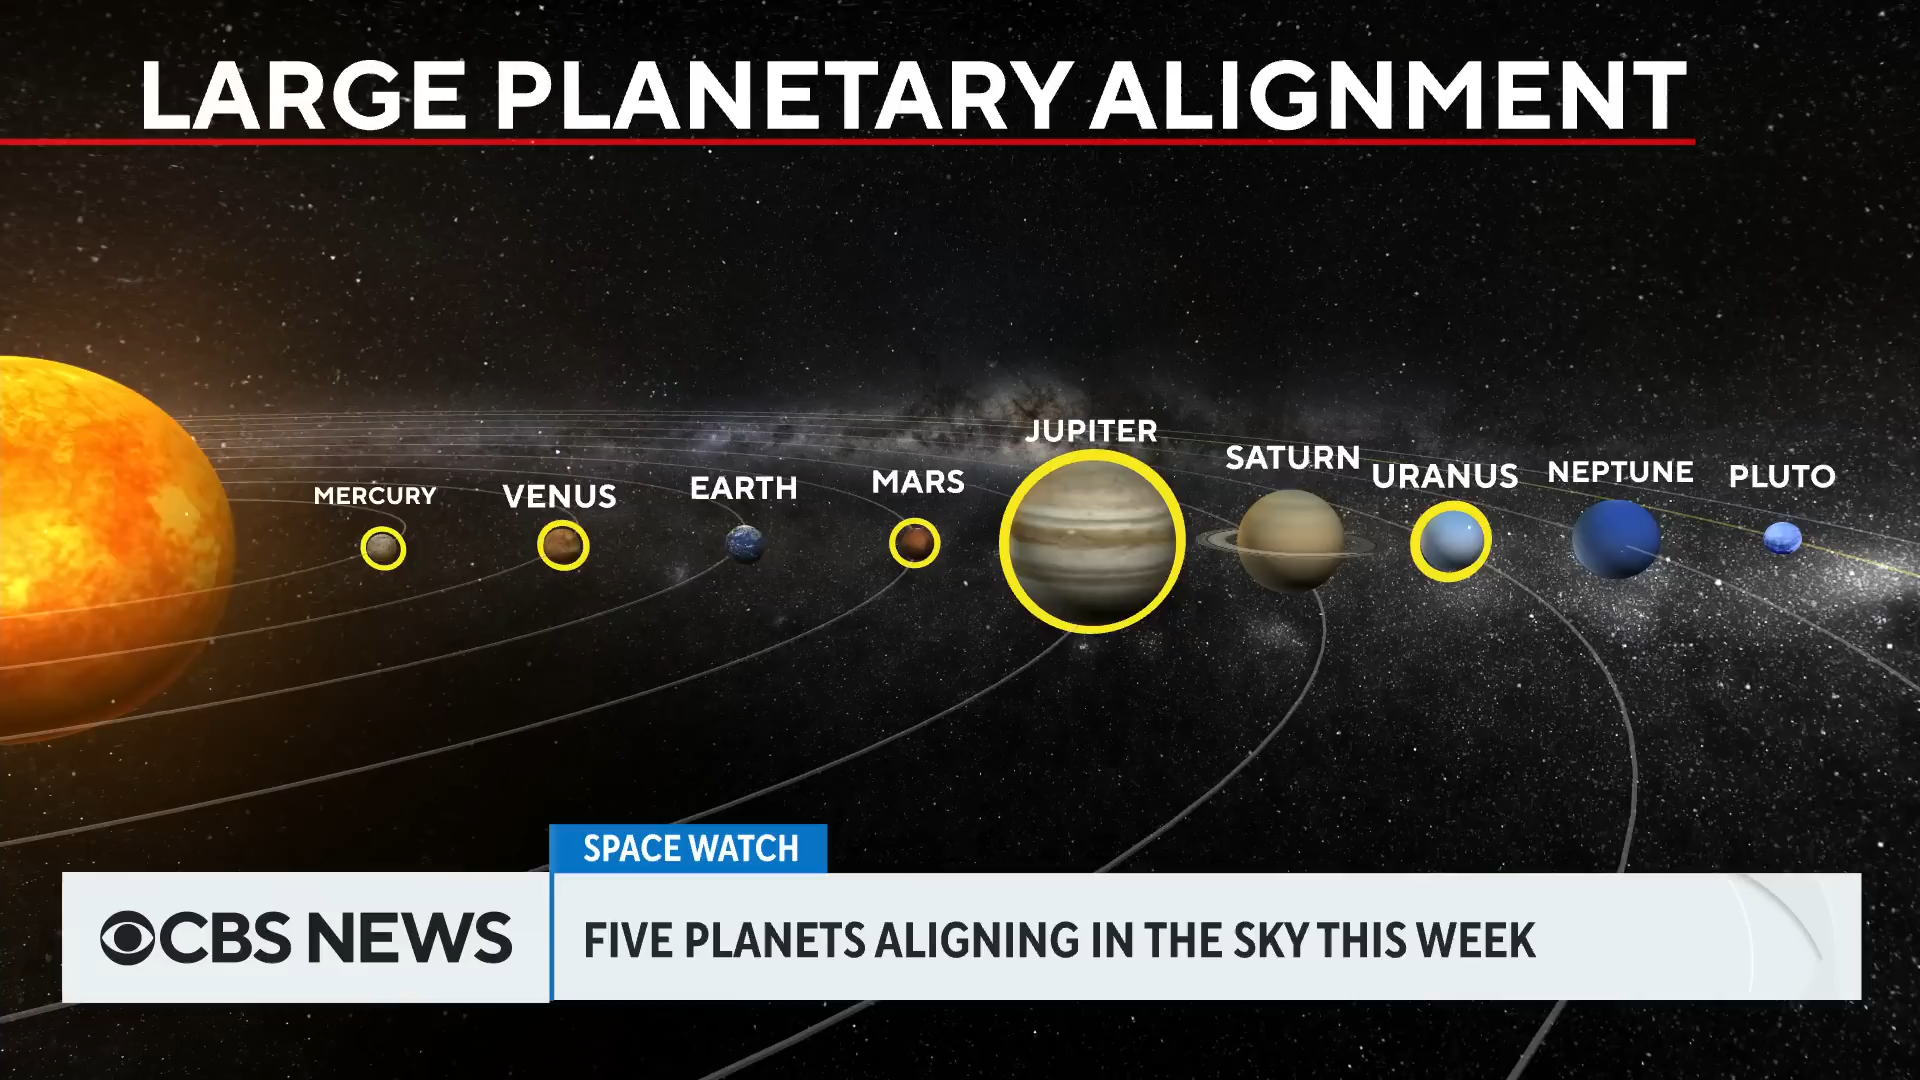 LARGE PLANETARY ALIGNMENT
MERCURY
VENUS
EARTH
MARS
JUPITER
SATURN
URANUS
NEPTUNE
PLUTO
SPACE WATCH
CBS NEWS
FIVE PLANETS ALIGNING IN THE SKY THIS WEEK